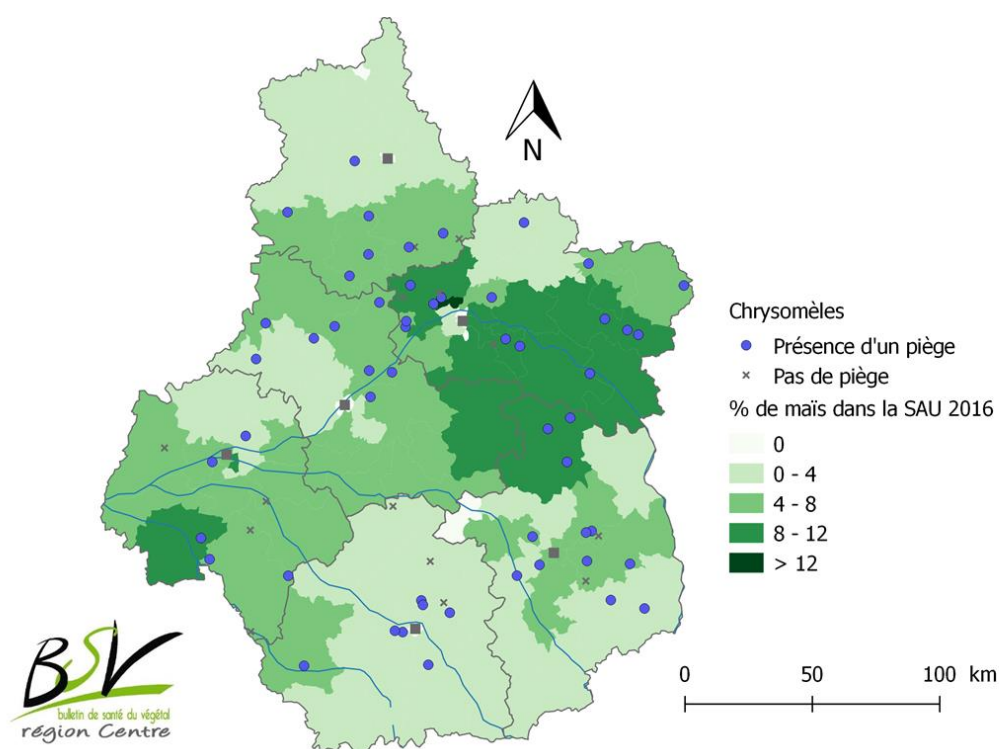 N
Chrysomèles
Présence d'un piège
Pas de piège
% de maïs dans la SAU 2016
0
0 - 4
4 - 8
8 - 12
> 12
0 50 100 km
BSV
bulletin de santé du végétal
région Centre